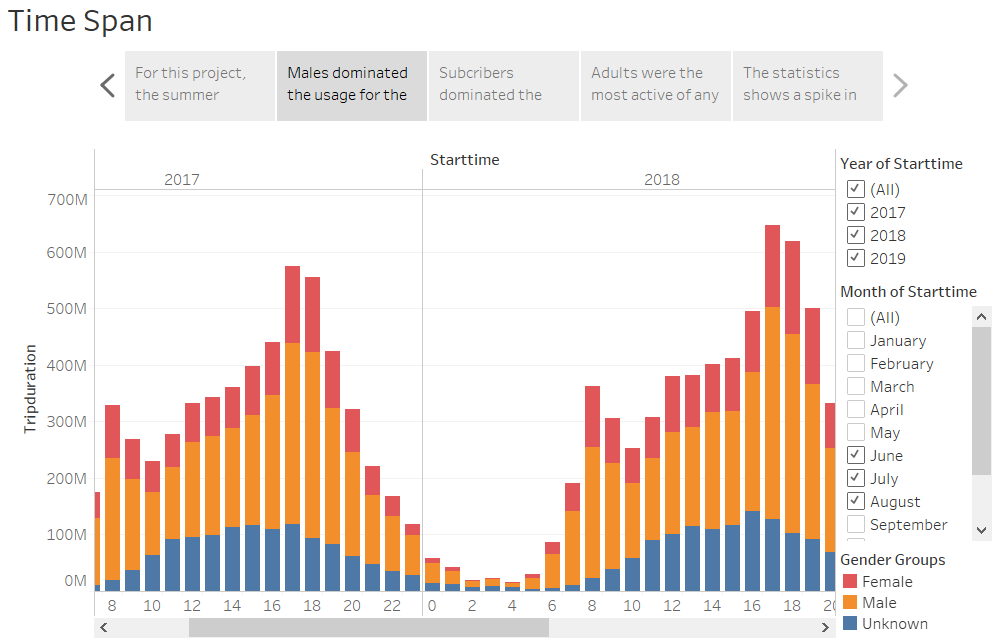 Time Span
For this project,
the summer
Males dominated
the usage for the
Subcribers
dominated the
Adults were the
most active of any
The statistics
shows a spike in
Starttime
2017
2018
Tripduration
700M
600M
500M
400M
300M
200M
100M
0M
8 10 12 14 16 18 20 22 0 2 4 6 8 10 12 14 16 18
Year of Starttime
(All)
2017
2018
2019
Month of Starttime
(All)
January
February
March
April
May
June
July
August
September
Gender Groups
Female
Male
Unknown